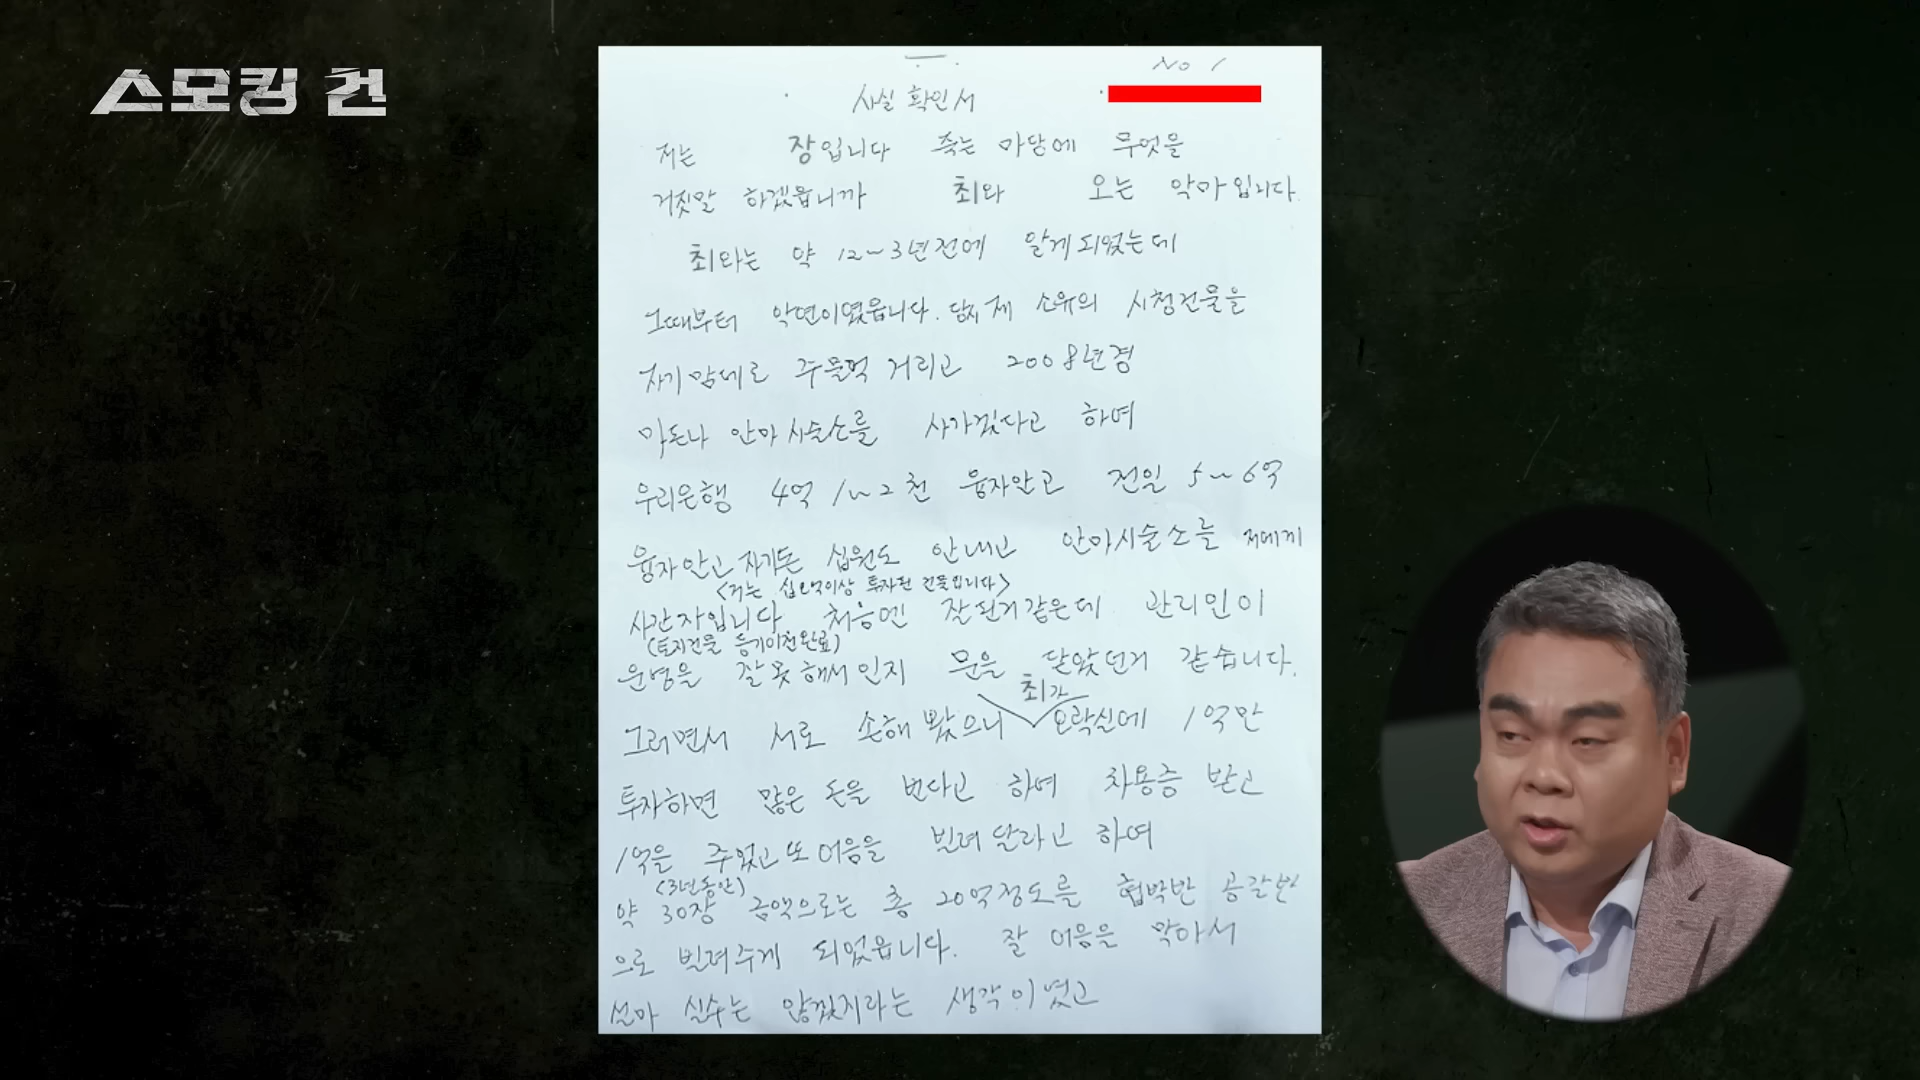 스모킹 건
No 1
사실 확인서
저는 장입니다 죽는 마당에 무엇을
거짓말 하겠읍니까 최와 오는 악마입니다.
최와는 약 12~3년전에 알게되었는데
그때부터 악연이였읍니다. 당시 제 소유의 시청건물을
자기맘데로 주물럭 거리고 2008년경
마돈나 안마시술소를 사가겠다고 하여
우리은행 4억 1~2천 융자안고 전일 5~6억
융자안고 자기돈 십원도 안내고 안마시술소를 저에게
<저는 십오억이상 투자된 건물입니다>
사간자입니다 처음엔 잘된거같은데 관리인이
(토지건물 등기이전완료)
운영을 잘못해서인지 문을 닫았던거 같습니다.
최가
그러면서 서로 손해봤으니 오락실에 1억만
투자하면 많은 돈을 번다고 하여 차용증 받고
1억을 주었고 또 어음을 빌려달라고 하여
(3년동안)
약 30장 금액으로는 총 20억정도를 협박반 공갈반
으로 빌려주게 되었읍니다. 잘 어음을 막아서
설마 실수는 않겠지라는 생각이였고